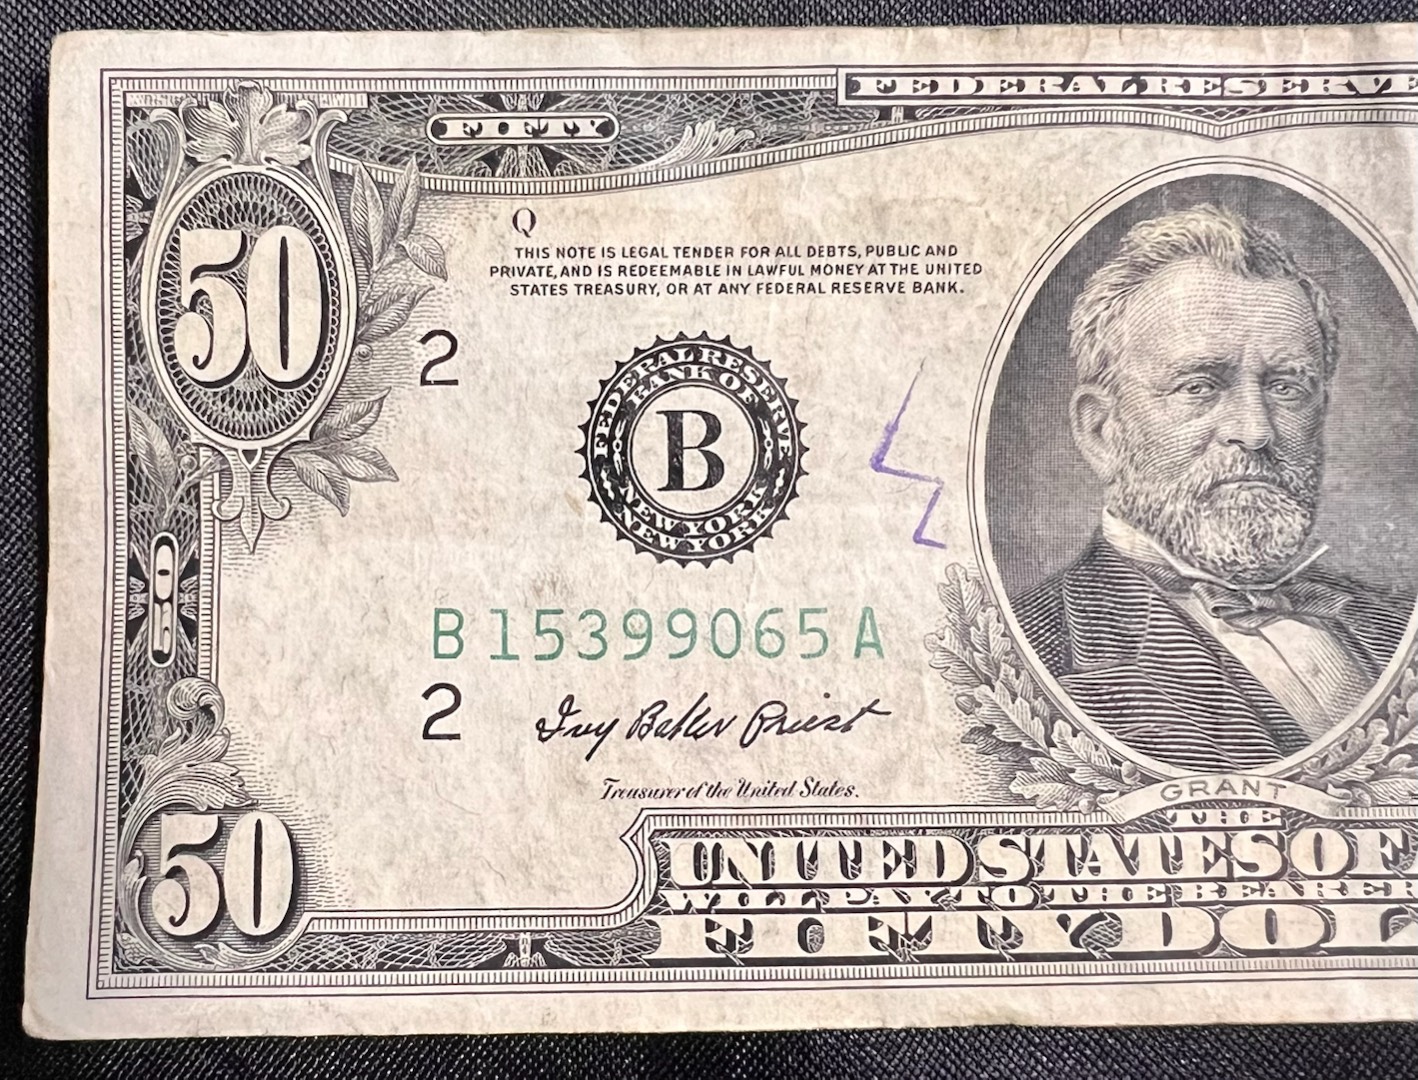 FEDERAL RESERVE
FIFTY
50
Q
THIS NOTE IS LEGAL TENDER FOR ALL DEBTS, PUBLIC AND
PRIVATE, AND IS REDEEMABLE IN LAWFUL MONEY AT THE UNITED
STATES TREASURY, OR AT ANY FEDERAL RESERVE BANK.
2
FEDERAL RESERVE
BANK OF
B
NEW YORK
NEW YORK
50
B 15399065 A
2
Ivy Baker Priest
Treasurer of the United States.
GRANT
THE
50
UNITED STATES OF
WILL PAY TO THE BEARER
FIFTY DOL